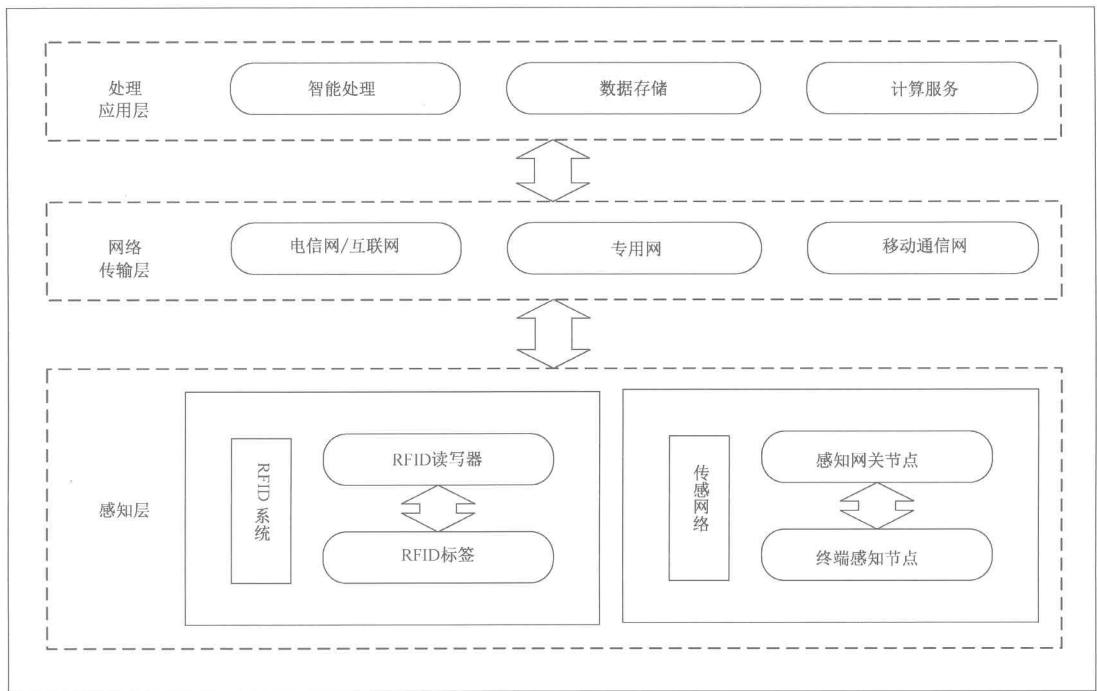 处理
应用层
智能处理
数据存储
计算服务
网络
传输层
电信网/互联网
专用网
移动通信网
感知层
RFID 系统
RFID读写器
RFID标签
传感网络
感知网关节点
终端感知节点